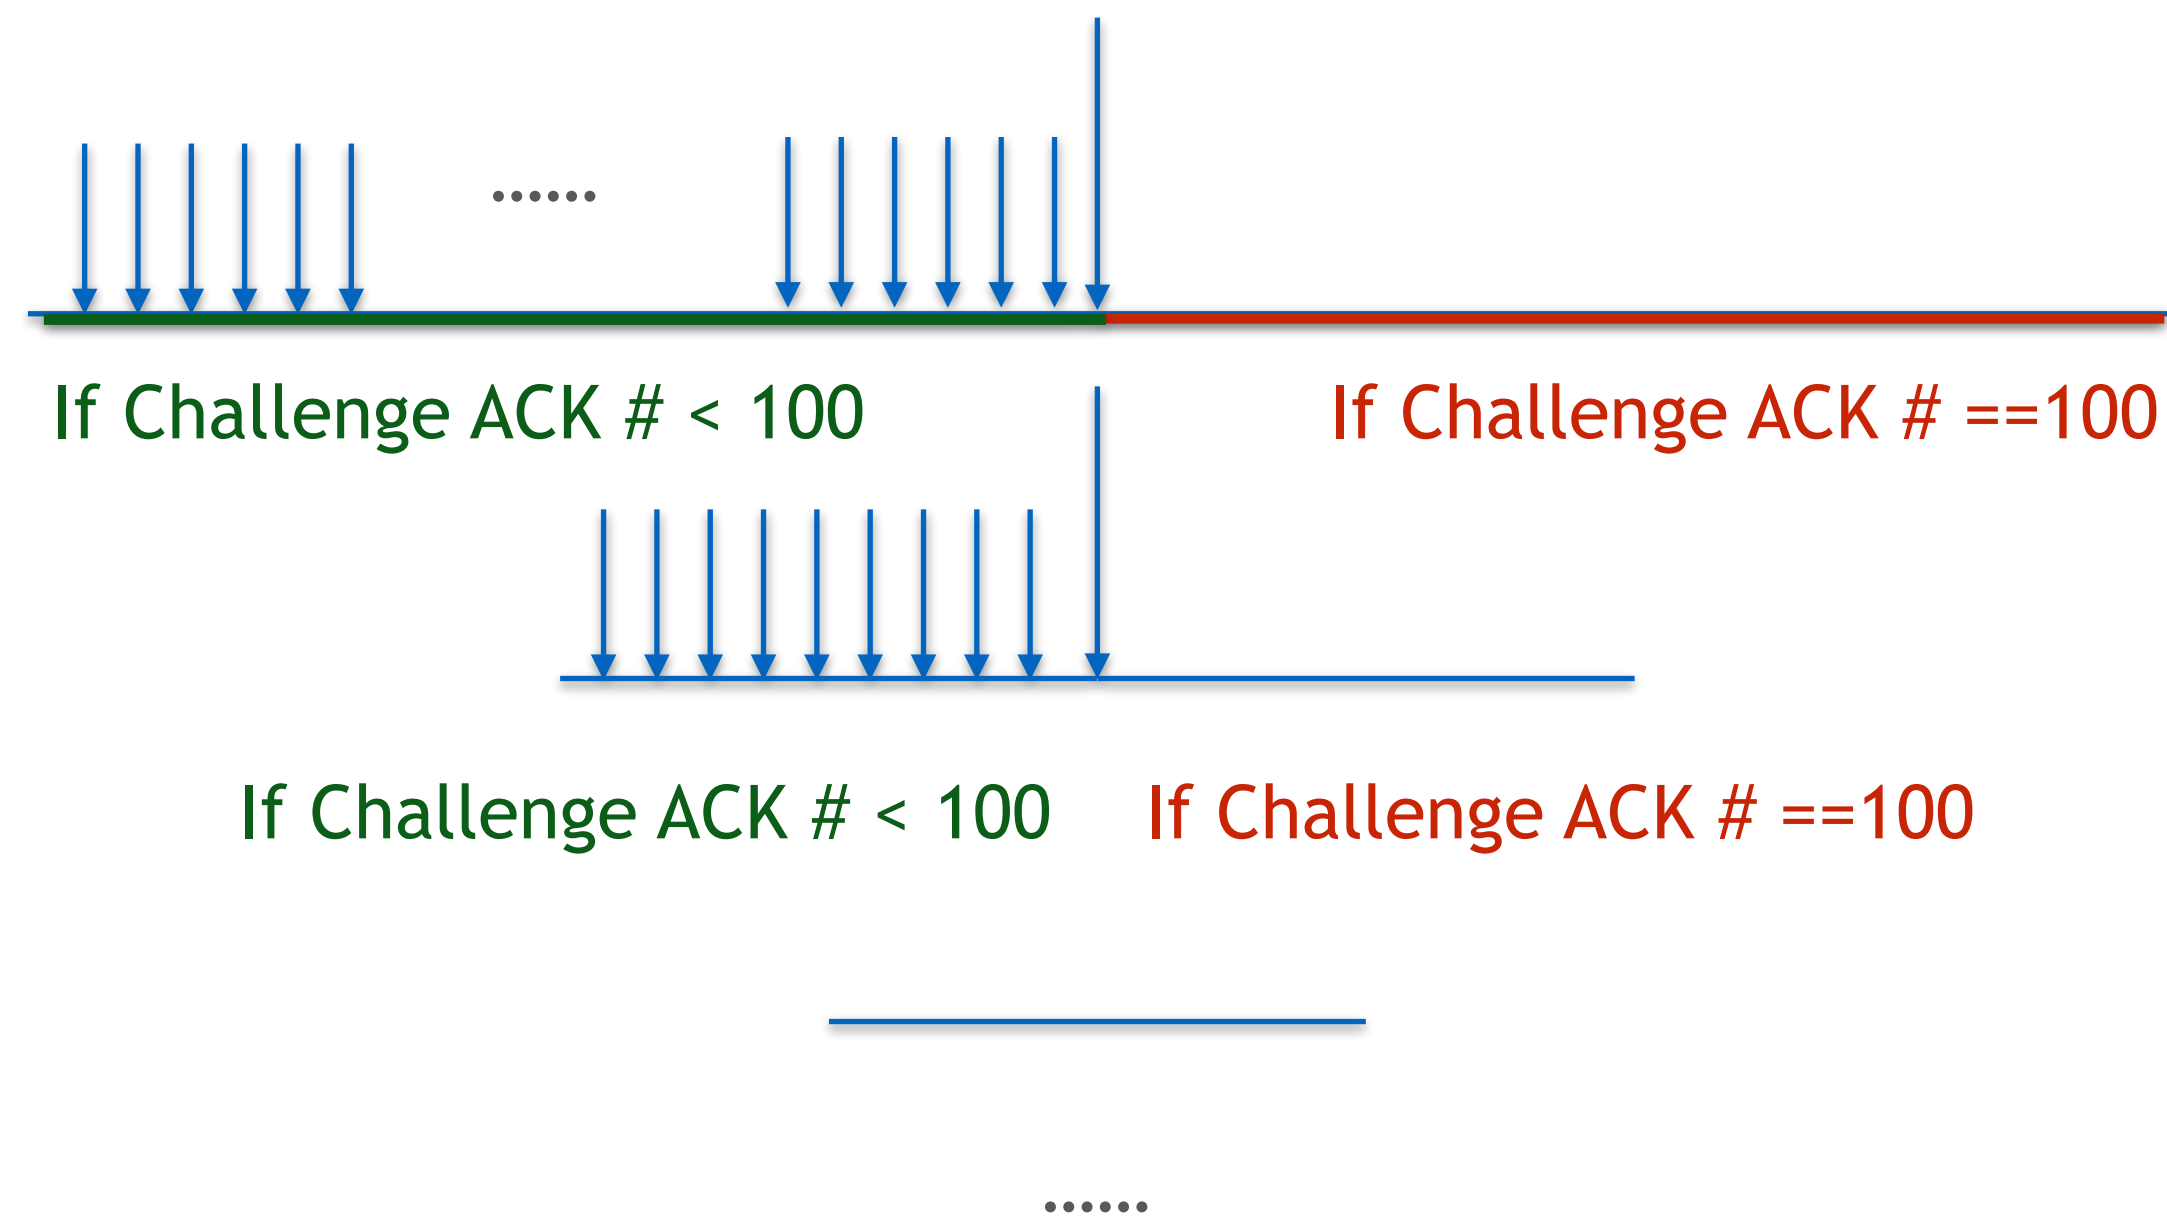 ......
If Challenge ACK # < 100
If Challenge ACK # ==100
If Challenge ACK # < 100
If Challenge ACK # ==100
......